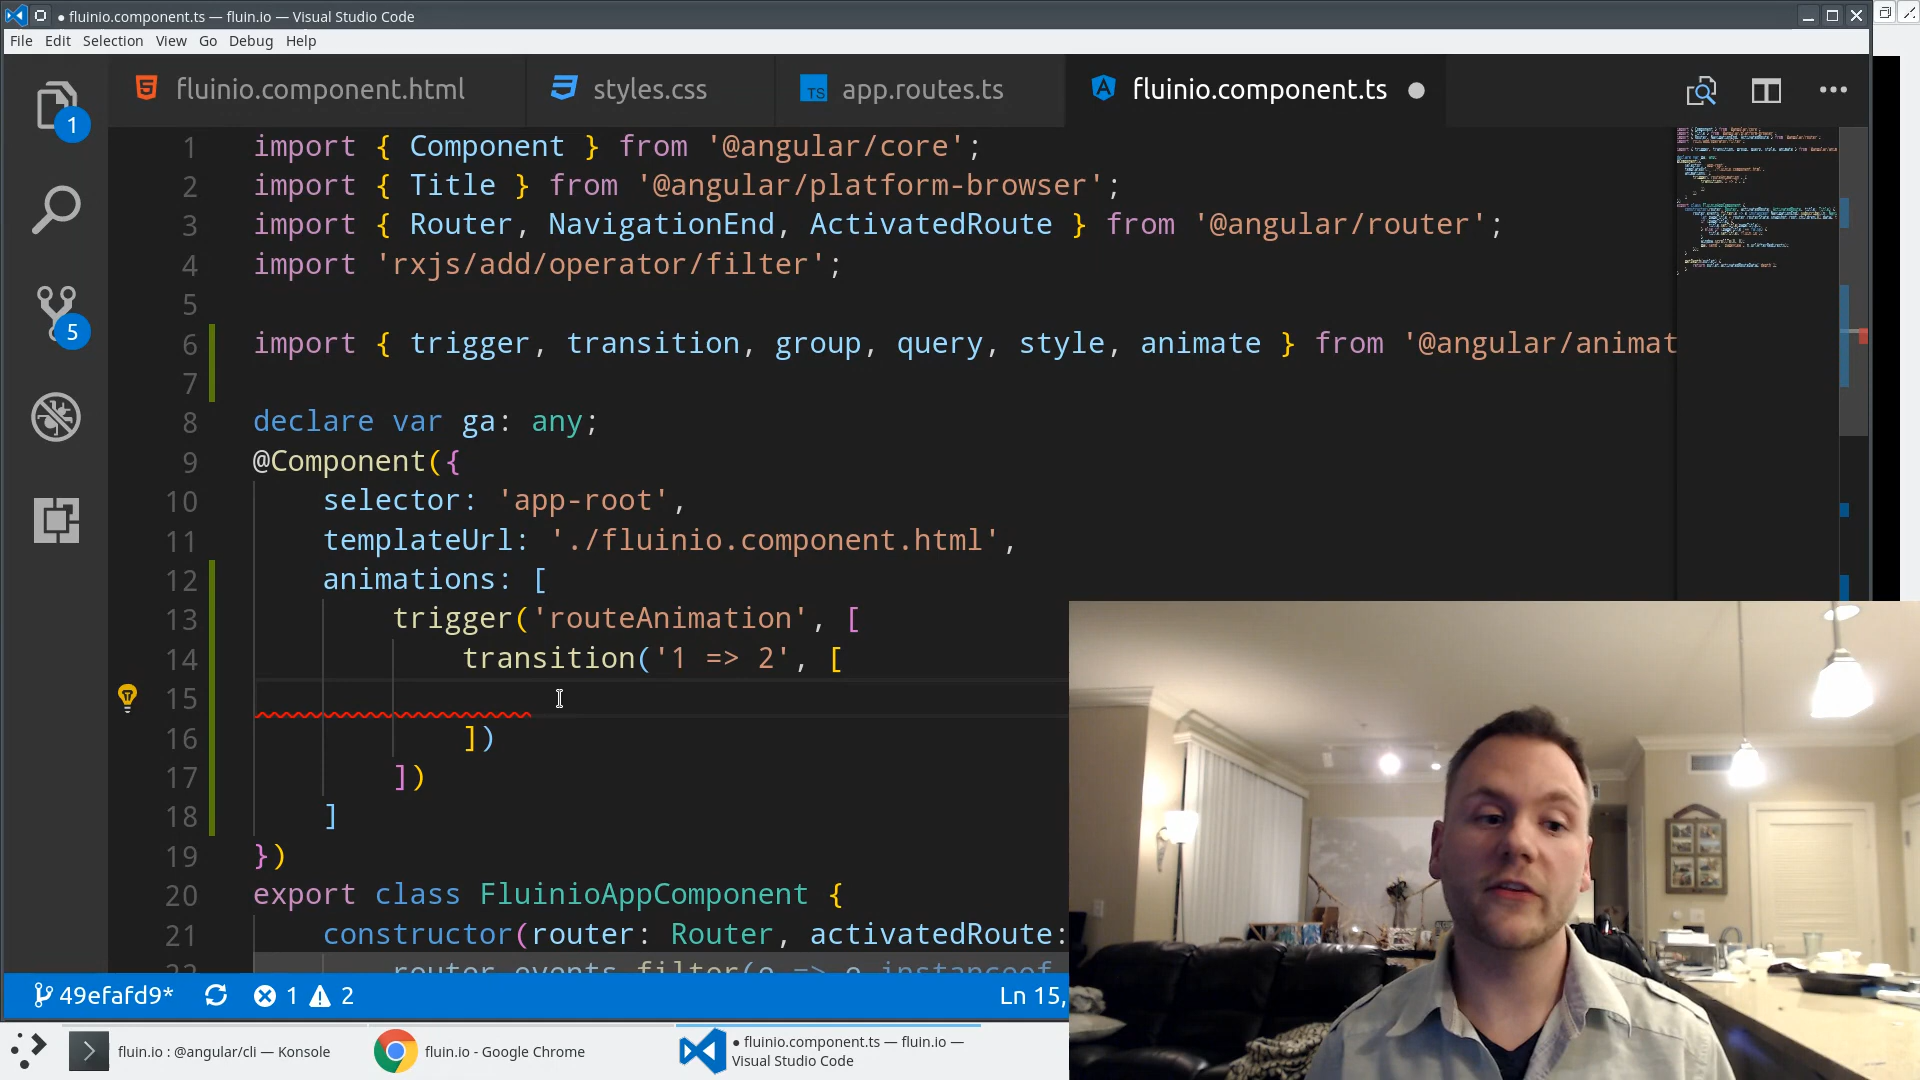 ● fluinio.component.ts — fluin.io — Visual Studio Code
File Edit Selection View Go Debug Help
fluinio.component.html styles.css TS app.routes.ts fluinio.component.ts ●
1 import { Component } from '@angular/core';
2 import { Title } from '@angular/platform-browser';
3 import { Router, NavigationEnd, ActivatedRoute } from '@angular/router';
4 import 'rxjs/add/operator/filter';
5
6 import { trigger, transition, group, query, style, animate } from '@angular/animat
7
8 declare var ga: any;
9 @Component({
10 selector: 'app-root',
11 templateUrl: './fluinio.component.html',
12 animations: [
13 trigger('routeAnimation', [
14 transition('1 => 2', [
15
16 ])
17 ])
18 ]
19 })
20 export class FluinioAppComponent {
21 constructor(router: Router, activatedRoute:
22 router.events.filter(e => e instanceof
1
5
49efafd9* 1 2 Ln 15,
fluin.io : @angular/cli — Konsole
fluin.io - Google Chrome
● fluinio.component.ts — fluin.io —
Visual Studio Code